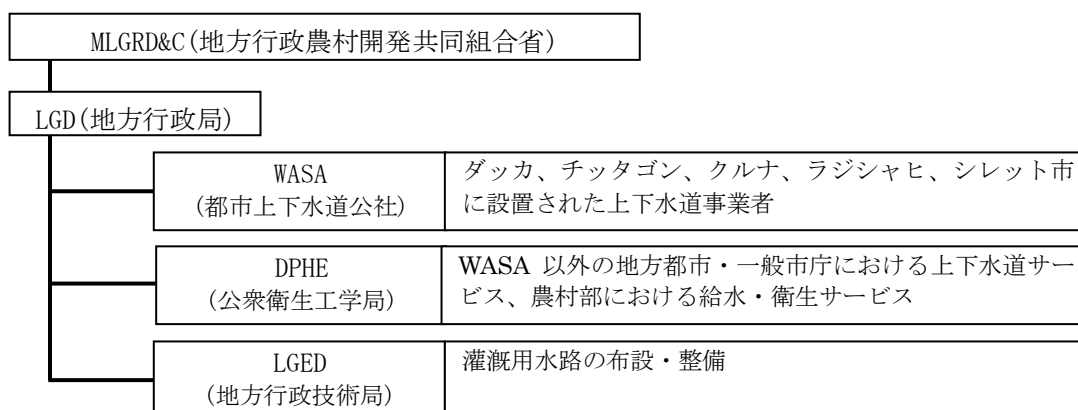 MLGRD&C(地方行政農村開発共同組合省)
LGD(地方行政局)
WASA
(都市上下水道公社)
ダッカ、チッタゴン、クルナ、ラジシャヒ、シレット市
に設置された上下水道事業者
DPHE
(公衆衛生工学局)
WASA 以外の地方都市・一般市庁における上下水道サー
ビス、農村部における給水・衛生サービス
LGED
(地方行政技術局)
灌漑用水路の布設・整備